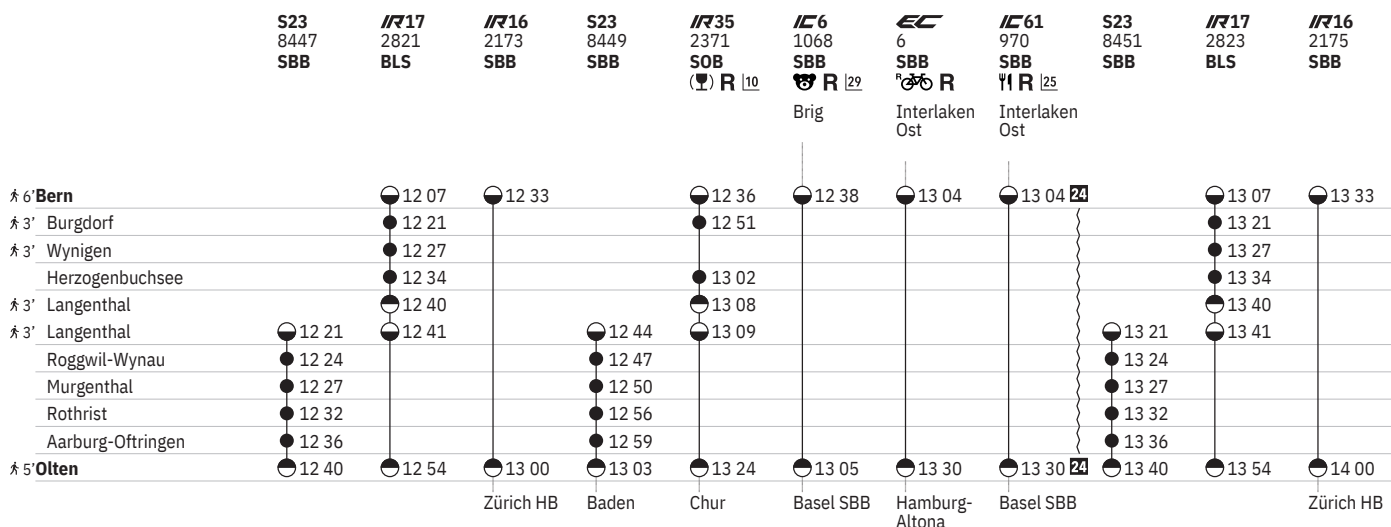 S23 IR17 IR16 S23 IR35 IC6 EC IC61 S23 IR17 IR16
8447 2821 2173 8449 2371 1068 6 970 8451 2823 2175
SBB BLS SBB SBB SOB SBB SBB SBB SBB BLS SBB
R 10 R 29 R R R 25
Brig Interlaken Interlaken
Ost Ost
6' Bern 12 07 12 33 12 36 12 38 13 04 13 04 24 13 07 13 33
3' Burgdorf 12 21 12 51 13 21
3' Wynigen 12 27 13 27
Herzogenbuchsee 12 34 13 02 13 34
3' Langenthal 12 40 13 08 13 40
3' Langenthal 12 21 12 41 12 44 13 09 13 21 13 41
Roggwil-Wynau 12 24 12 47 13 24
Murgenthal 12 27 12 50 13 27
Rothrist 12 32 12 56 13 32
Aarburg-Oftringen 12 36 12 59 13 36
5' Olten 12 40 12 54 13 00 13 03 13 24 13 05 13 30 13 30 24 13 40 13 54 14 00
Zürich HB Baden Chur Basel SBB Hamburg- Basel SBB Zürich HB
Altona